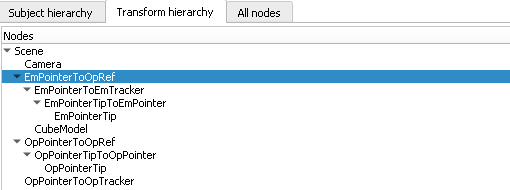 Subject hierarchy Transform hierarchy All nodes
Nodes
Scene
Camera
EmPointerToOpRef
EmPointerToEmTracker
EmPointerTipToEmPointer
EmPointerTip
CubeModel
OpPointerToOpRef
OpPointerTipToOpPointer
OpPointerTip
OpPointerToOpTracker